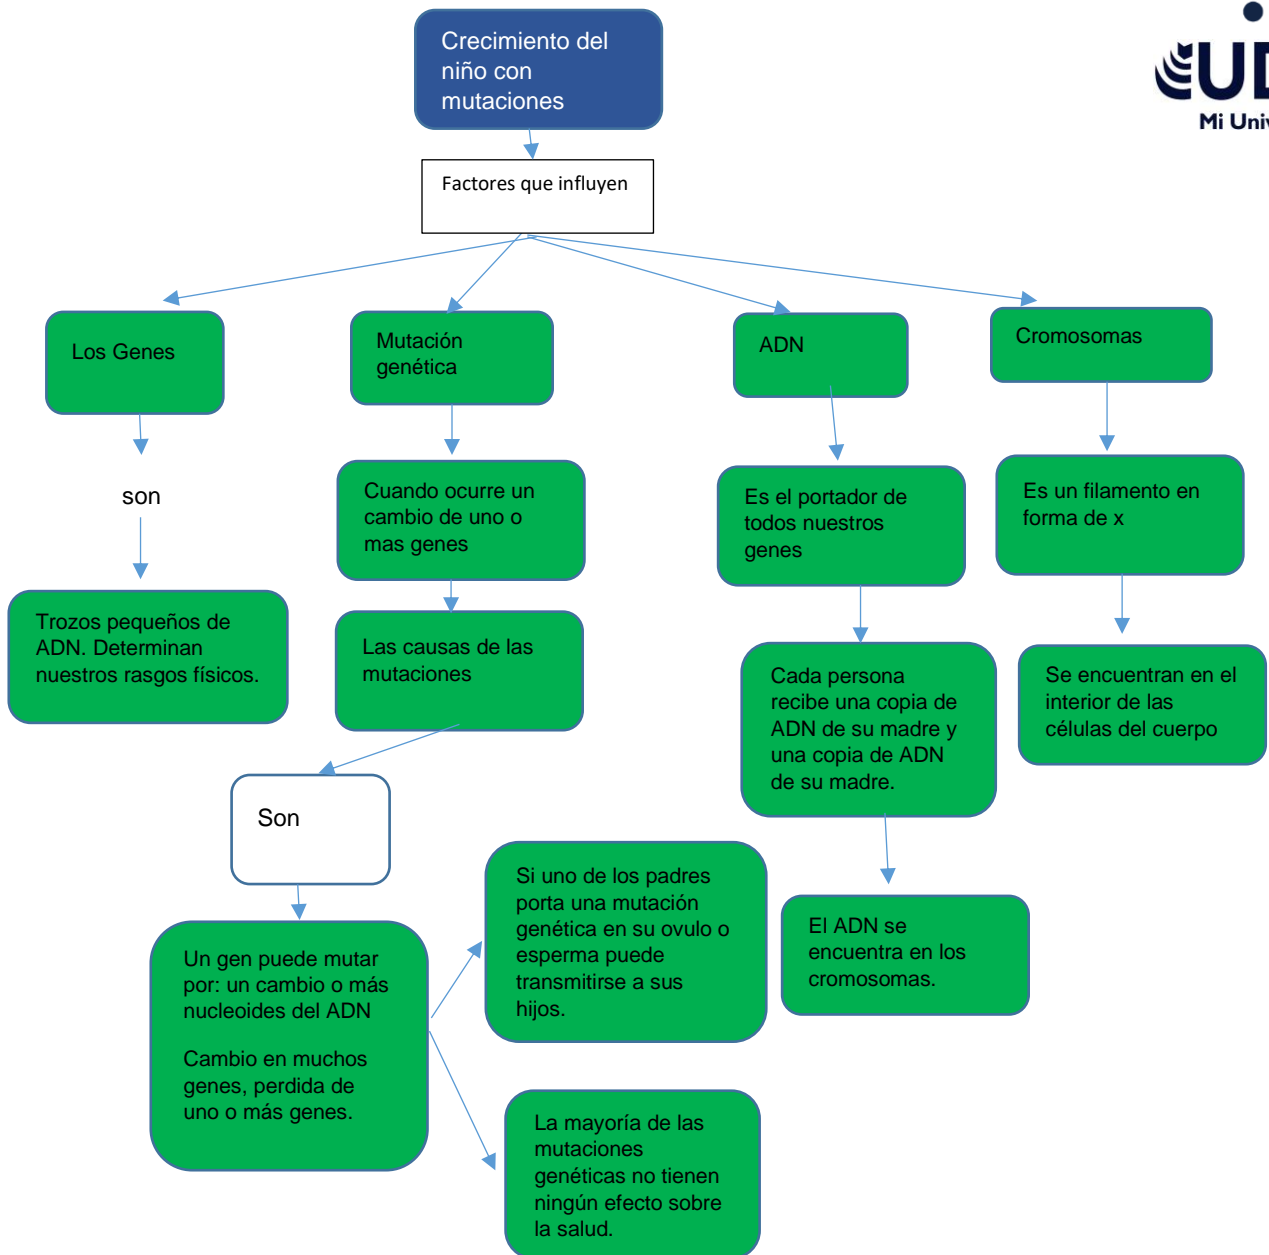 Crecimiento del
niño con
mutaciones
Factores que influyen
Los Genes
Mutación
genética
ADN
Cromosomas
son
Cuando ocurre un
cambio de uno o
mas genes
Es el portador de
todos nuestros
genes
Es un filamento en
forma de x
Trozos pequeños de
ADN. Determinan
nuestros rasgos físicos.
Las causas de las
mutaciones
Cada persona
recibe una copia de
ADN de su madre y
una copia de ADN
de su madre.
Se encuentran en el
interior de las
células del cuerpo
Son
Un gen puede mutar
por: un cambio o más
nucleoides del ADN
Cambio en muchos
genes, perdida de
uno o más genes.
Si uno de los padres
porta una mutación
genética en su ovulo o
esperma puede
transmitirse a sus
hijos.
El ADN se
encuentra en los
cromosomas.
La mayoría de las
mutaciones
genéticas no tienen
ningún efecto sobre
la salud.
Mi